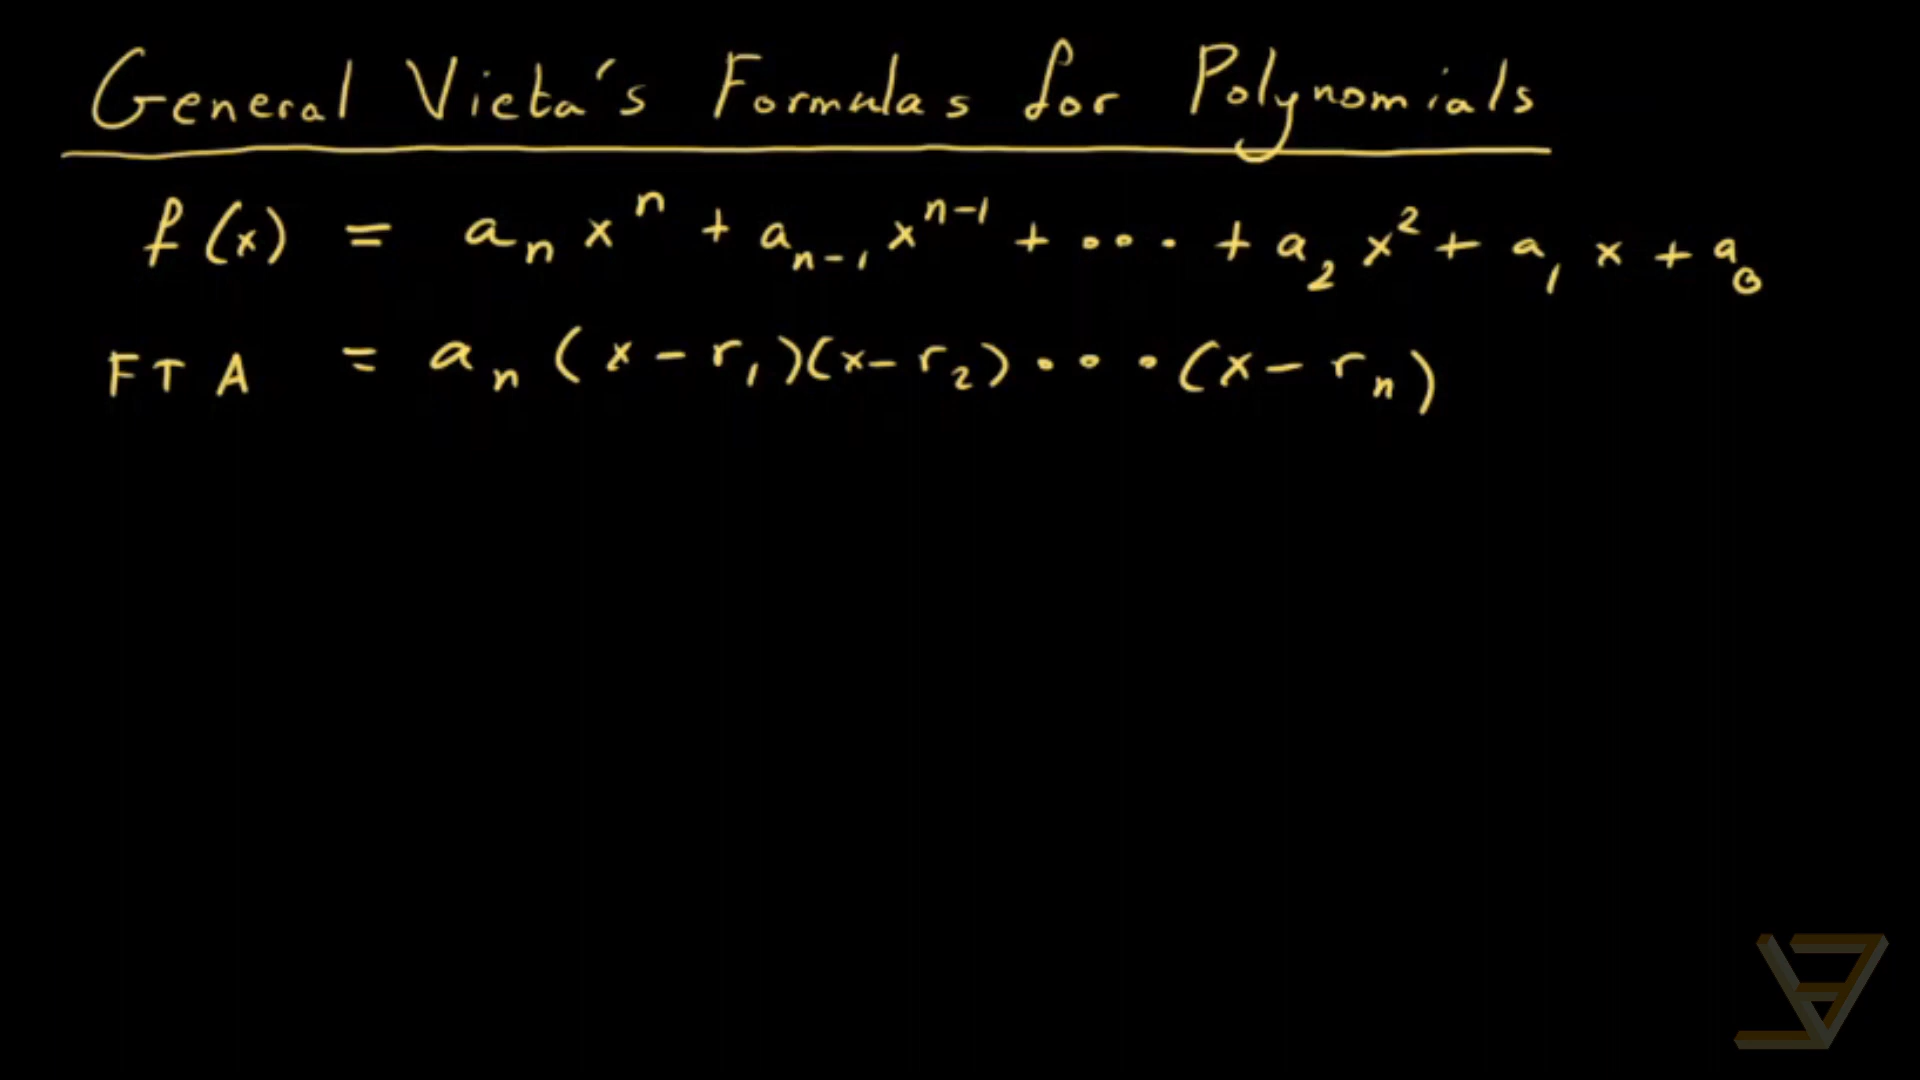 General Vieta's Formulas for Polynomials
f(x) = aₙxⁿ + aₙ₋₁xⁿ⁻¹ + ... + a₂x² + a₁x + a₀
FTA = aₙ(x-r₁)(x-r₂)...(x-rₙ)